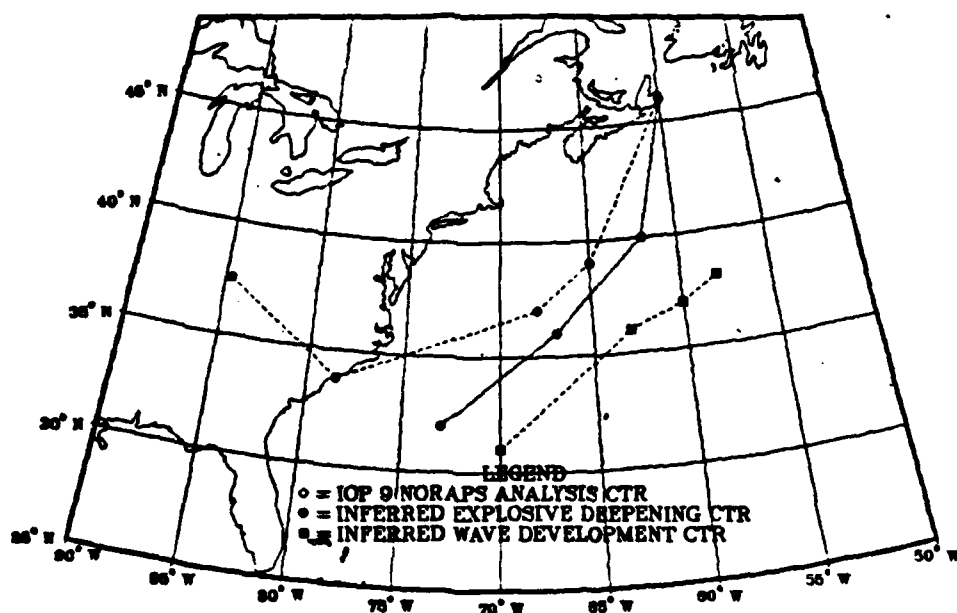 45° N
40° N
35° N
30° N
25° N
LEGEND
○ = IOP 9 NORAPS ANALYSIS CTR
● = INFERRED EXPLOSIVE DEEPENING CTR
■ = INFERRED WAVE DEVELOPMENT CTR
90° W
85° W
80° W
75° W
70° W
65° W
60° W
55° W
50° W